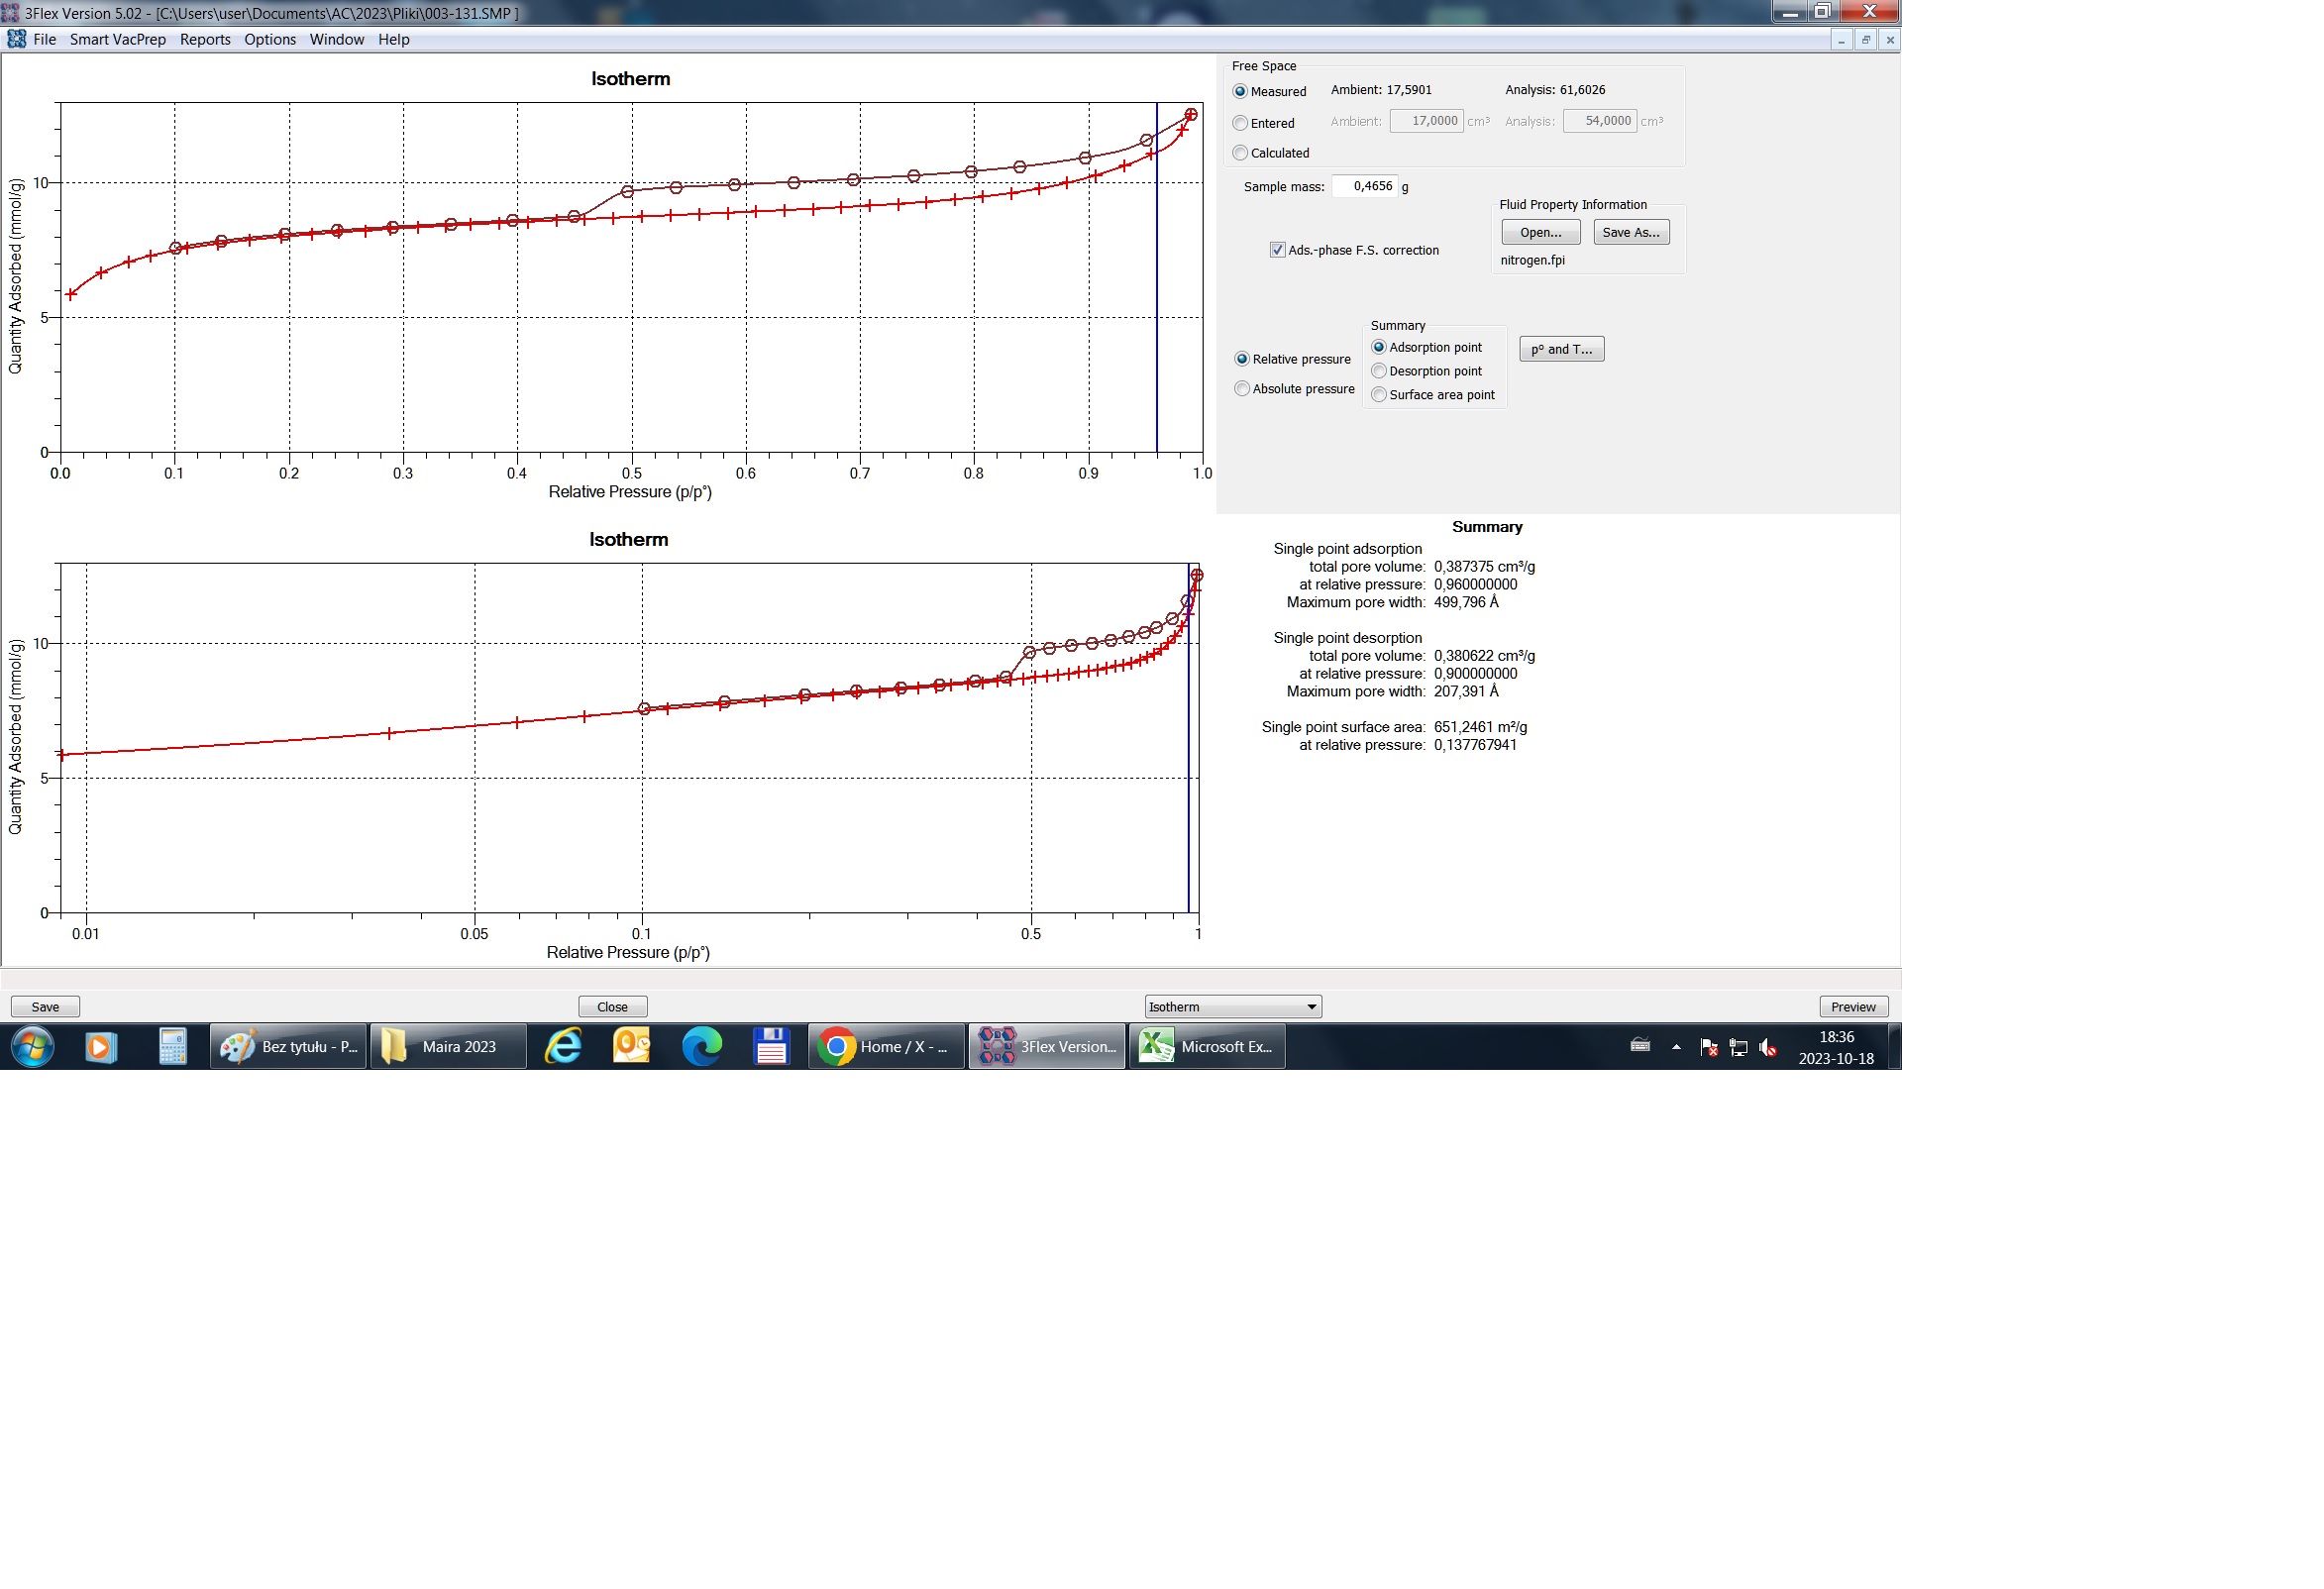 3Flex Version 5.02 - [C:\Users\user\Documents\AC\2023\Pliki\003-131.SMP ]
File Smart VacPrep Reports Options Window Help
Isotherm
Quantity Adsorbed (mmol/g)
10
5
0
0.0 0.1 0.2 0.3 0.4 0.5 0.6 0.7 0.8 0.9 1.0
Relative Pressure (p/p°)
Free Space
Measured Ambient: 17,5901 Analysis: 61,6026
Entered Ambient: 17,0000 cm³ Analysis: 54,0000 cm³
Calculated
Sample mass: 0,4656 g
Fluid Property Information
Open... Save As...
Ads.-phase F.S. correction
nitrogen.fpi
Summary
Relative pressure
Absolute pressure
Adsorption point
Desorption point
Surface area point
p° and T...
Isotherm
Quantity Adsorbed (mmol/g)
10
5
0
0.01 0.05 0.1 0.5 1
Relative Pressure (p/p°)
Summary
Single point adsorption
total pore volume: 0,387375 cm³/g
at relative pressure: 0,960000000
Maximum pore width: 499,796 Å
Single point desorption
total pore volume: 0,380622 cm³/g
at relative pressure: 0,900000000
Maximum pore width: 207,391 Å
Single point surface area: 651,2461 m²/g
at relative pressure: 0,137767941
Save Close Isotherm Preview
Bez tytułu - P... Maira 2023 Home / X - ... 3Flex Version... Microsoft Ex...
18:36
2023-10-18